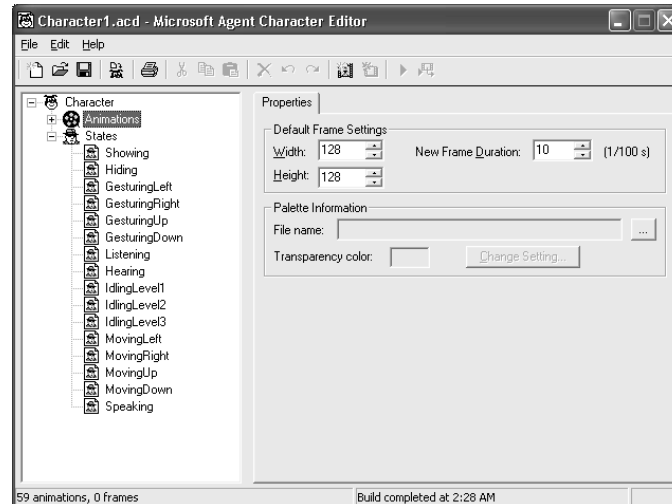 Character1.acd - Microsoft Agent Character Editor
File Edit Help
Character
Animations
States
Showing
Hiding
GesturingLeft
GesturingRight
GesturingUp
GesturingDown
Listening
Hearing
IdlingLevel1
IdlingLevel2
IdlingLevel3
MovingLeft
MovingRight
MovingUp
MovingDown
Speaking
Properties
Default Frame Settings
Width: 128 New Frame Duration: 10 (1/100 s)
Height: 128
Palette Information
File name: ...
Transparency color: Change Setting...
59 animations, 0 frames Build completed at 2:28 AM